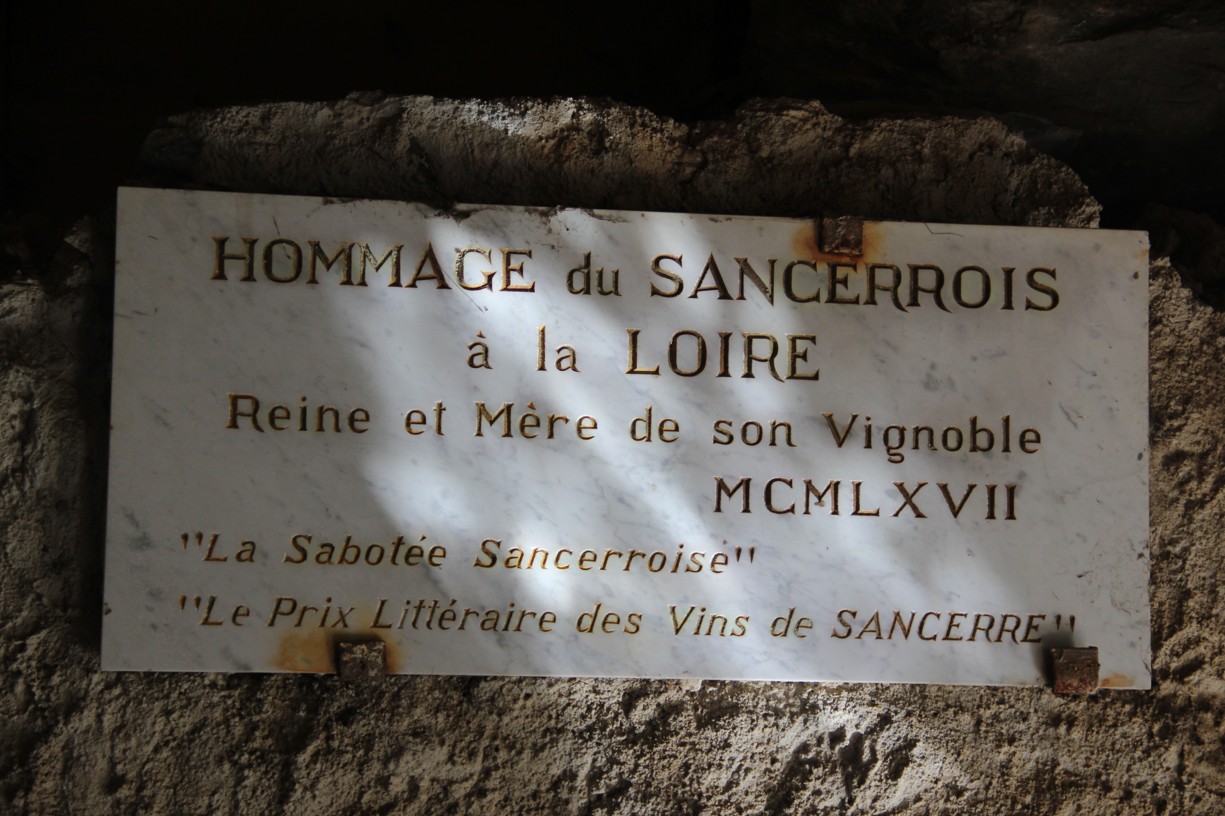 HOMMAGE du SANCERROIS
à la LOIRE
Reine et Mère de son Vignoble
MCMLXVII
"La Sabotée Sancerroise"
"Le Prix Littéraire des Vins de SANCERRE"